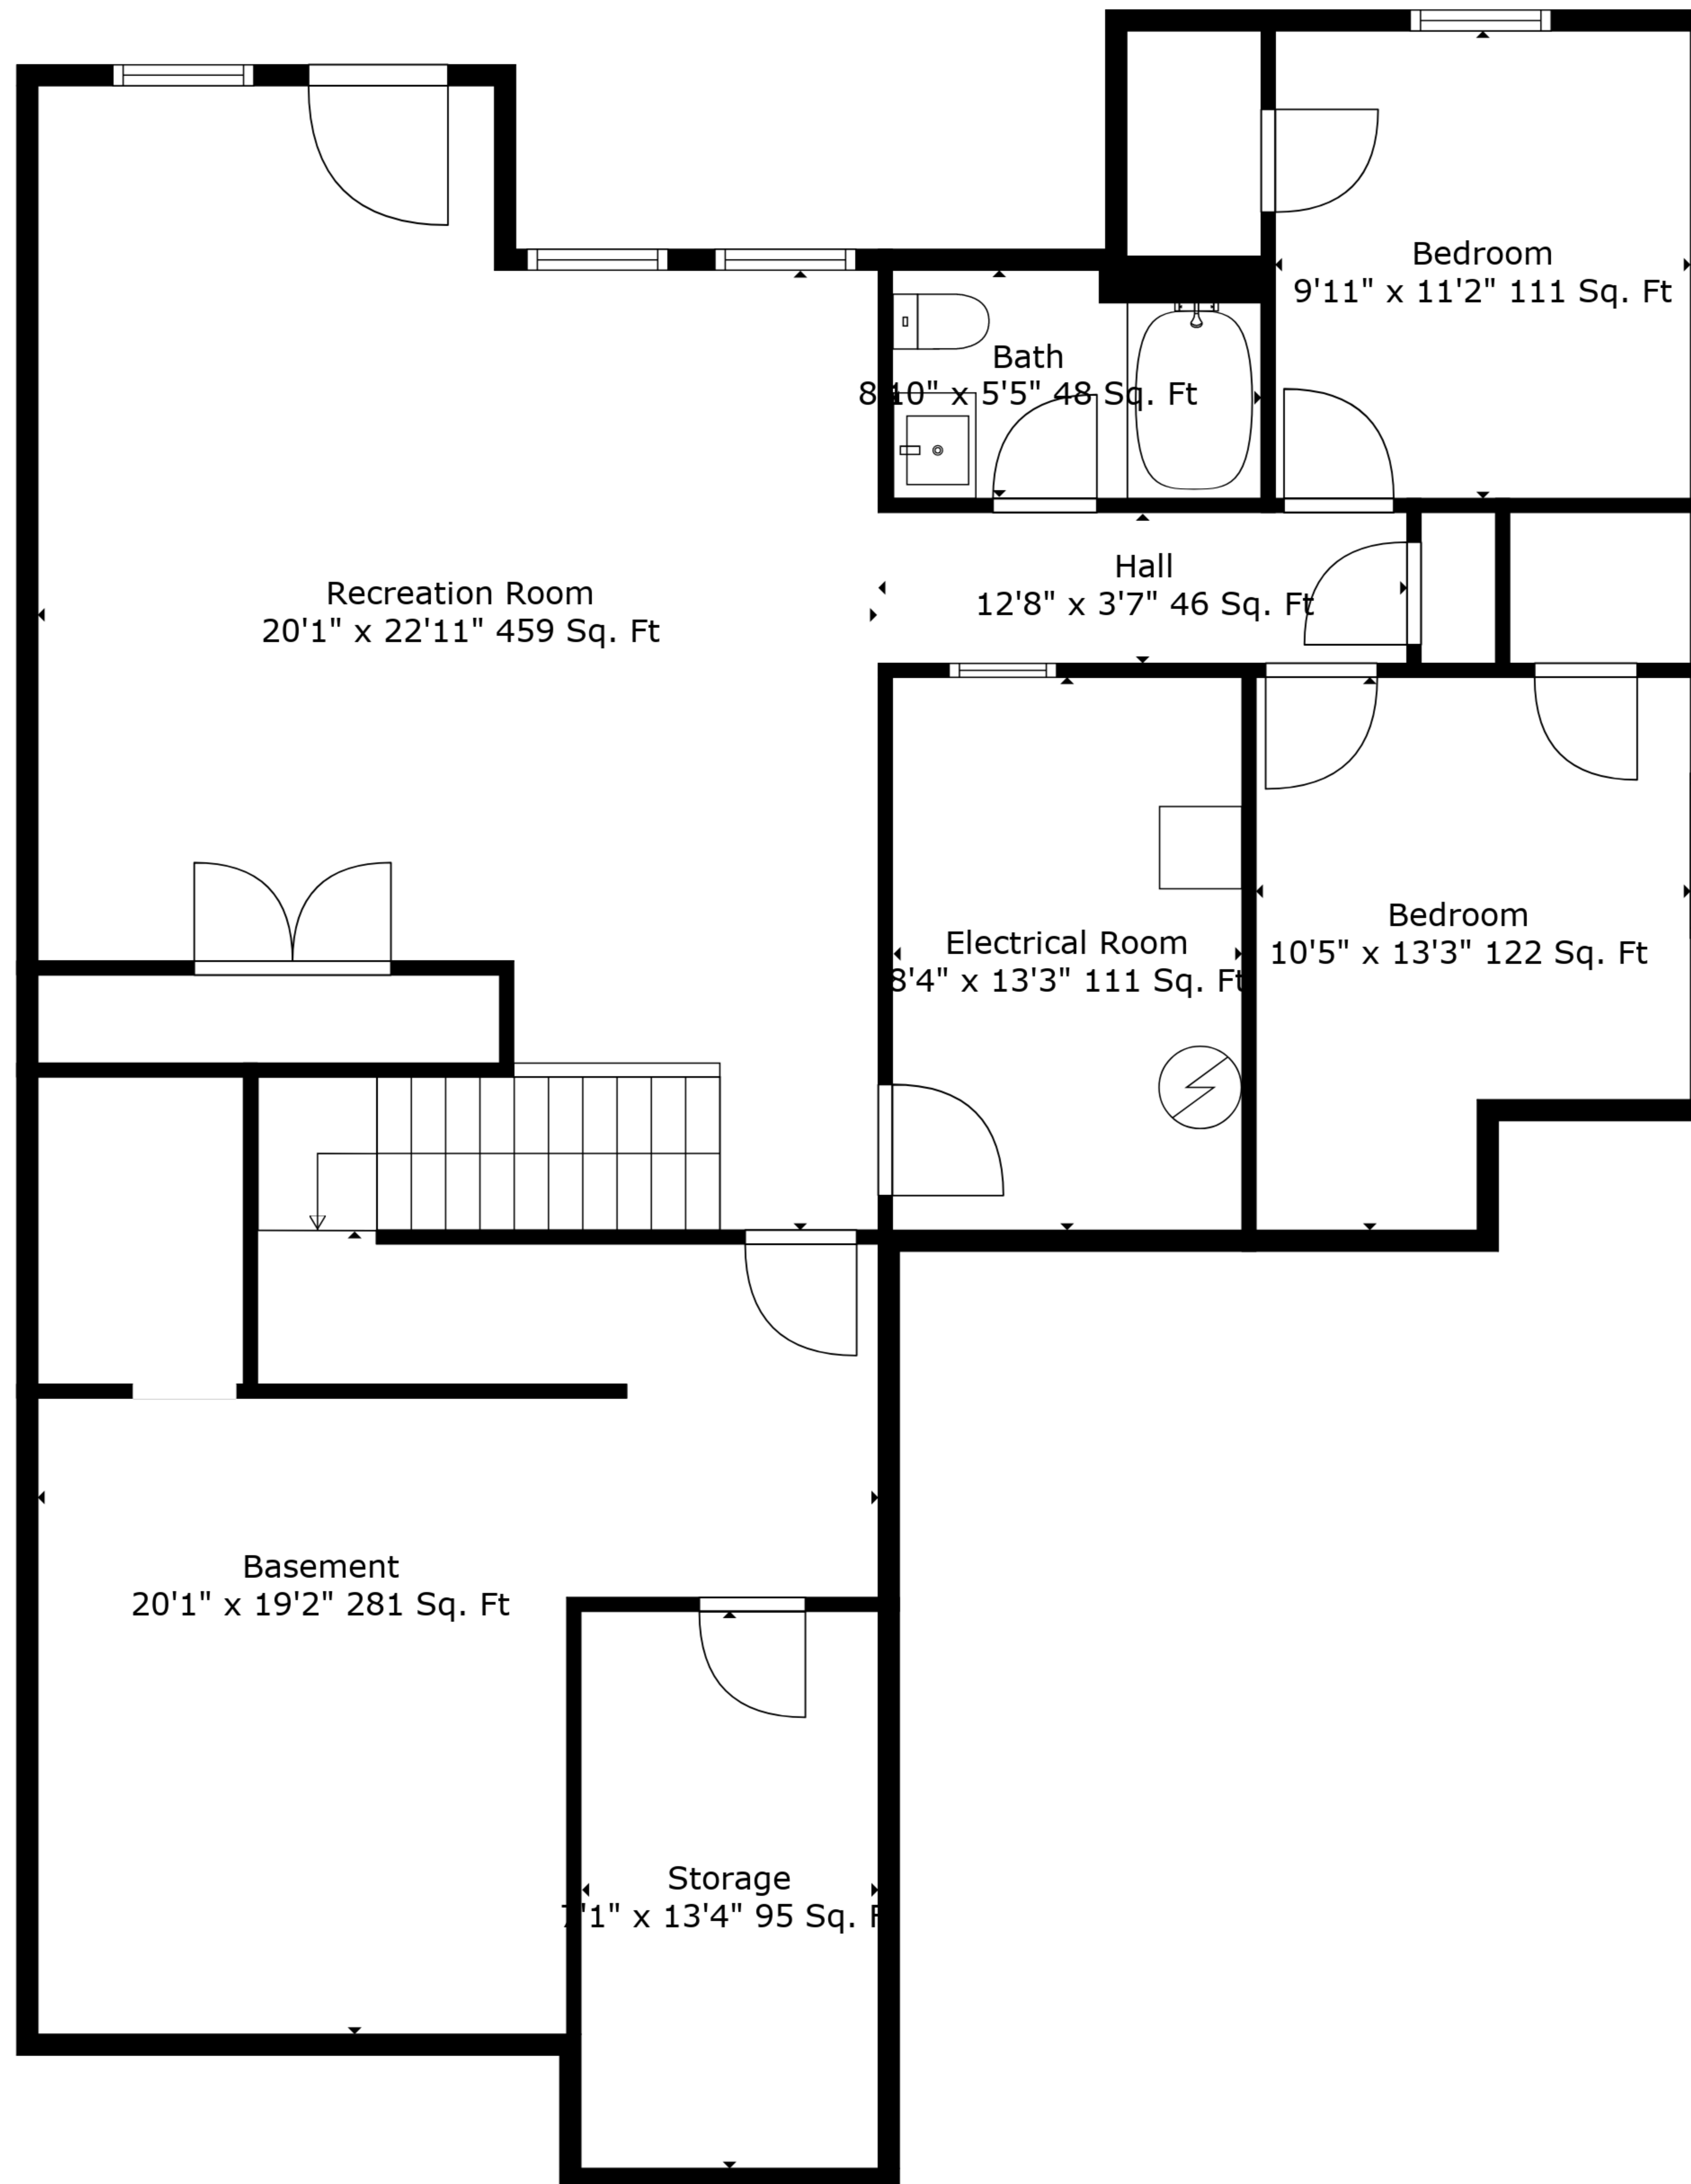 Bedroom
9'11" x 11'2" 111 Sq. Ft
Bath
8'10" x 5'5" 48 Sq. Ft
Hall
12'8" x 3'7" 46 Sq. Ft
Recreation Room
20'1" x 22'11" 459 Sq. Ft
Bedroom
10'5" x 13'3" 122 Sq. Ft
Electrical Room
8'4" x 13'3" 111 Sq. Ft
Basement
20'1" x 19'2" 281 Sq. Ft
Storage
7'1" x 13'4" 95 Sq. Ft